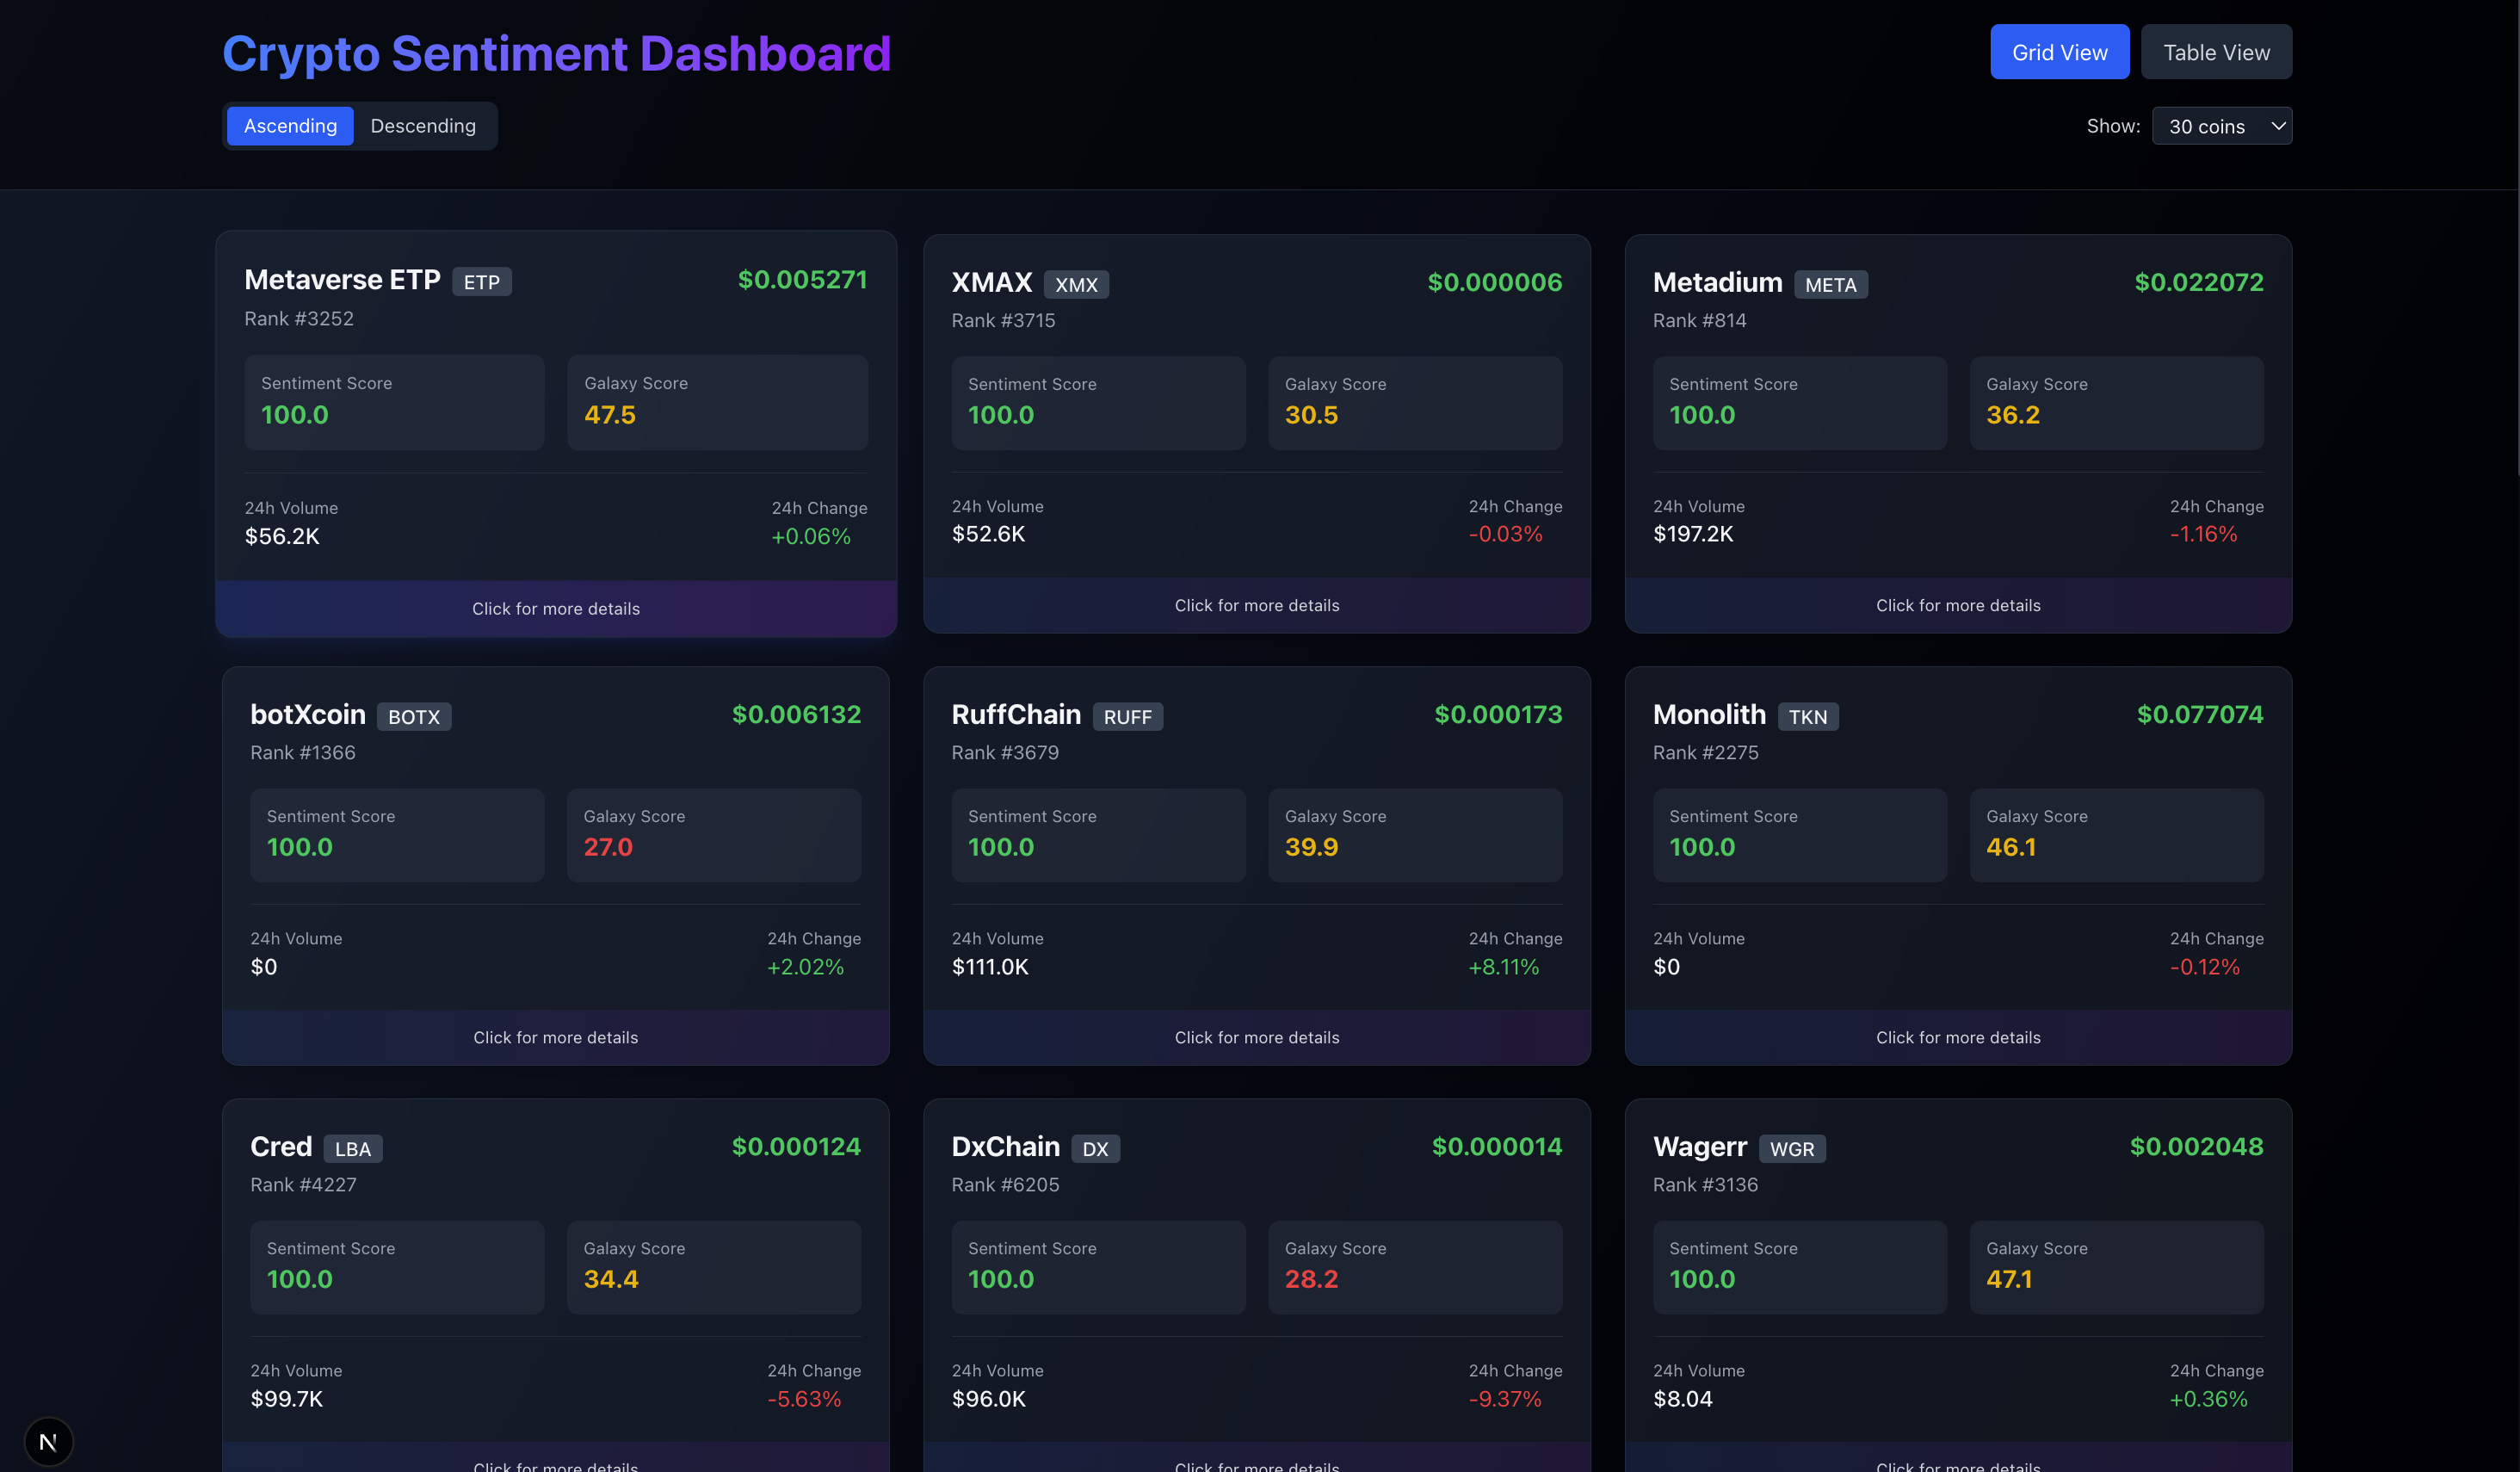 Crypto Sentiment Dashboard
Grid View
Table View
Ascending
Descending
Show:
30 coins
Metaverse ETP ETP $0.005271
Rank #3252
Sentiment Score
100.0
Galaxy Score
47.5
24h Volume
$56.2K
24h Change
+0.06%
Click for more details
XMAX XMX $0.000006
Rank #3715
Sentiment Score
100.0
Galaxy Score
30.5
24h Volume
$52.6K
24h Change
-0.03%
Click for more details
Metadium META $0.022072
Rank #814
Sentiment Score
100.0
Galaxy Score
36.2
24h Volume
$197.2K
24h Change
-1.16%
Click for more details
botXcoin BOTX $0.006132
Rank #1366
Sentiment Score
100.0
Galaxy Score
27.0
24h Volume
$0
24h Change
+2.02%
Click for more details
RuffChain RUFF $0.000173
Rank #3679
Sentiment Score
100.0
Galaxy Score
39.9
24h Volume
$111.0K
24h Change
+8.11%
Click for more details
Monolith TKN $0.077074
Rank #2275
Sentiment Score
100.0
Galaxy Score
46.1
24h Volume
$0
24h Change
-0.12%
Click for more details
Cred LBA $0.000124
Rank #4227
Sentiment Score
100.0
Galaxy Score
34.4
24h Volume
$99.7K
24h Change
-5.63%
Click for more details
DxChain DX $0.000014
Rank #6205
Sentiment Score
100.0
Galaxy Score
28.2
24h Volume
$96.0K
24h Change
-9.37%
Click for more details
Wagerr WGR $0.002048
Rank #3136
Sentiment Score
100.0
Galaxy Score
47.1
24h Volume
$8.04
24h Change
+0.36%
Click for more details
N